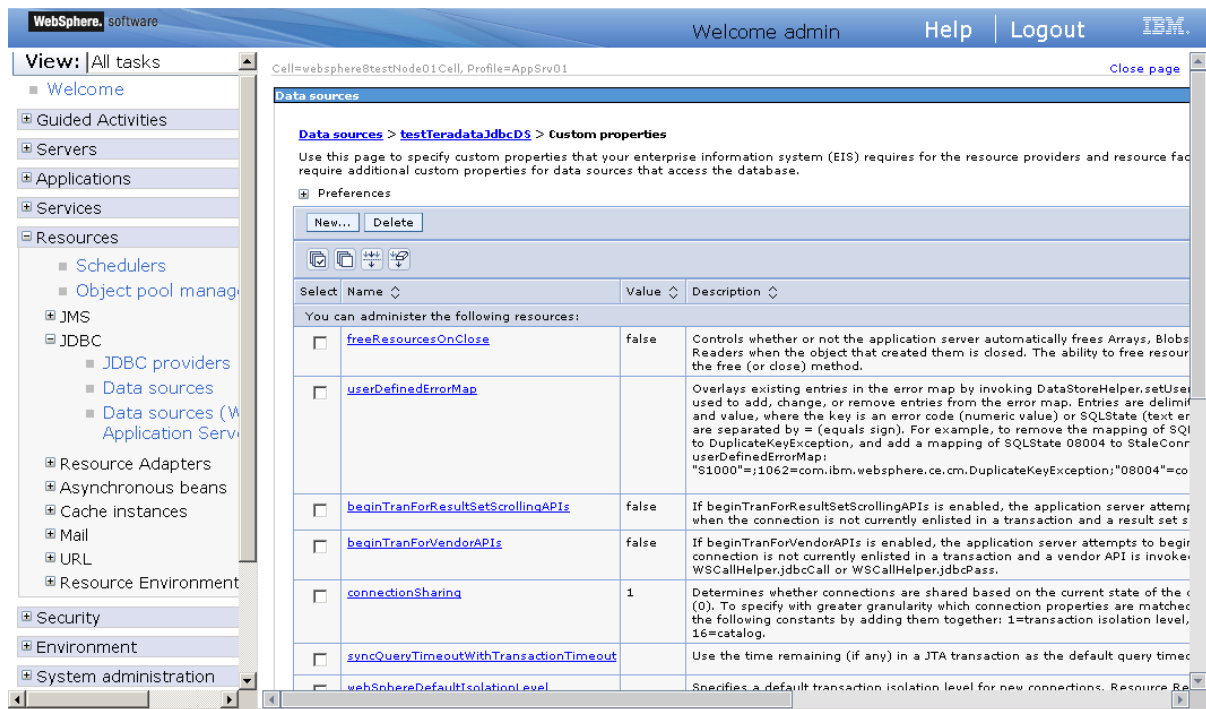 WebSphere. software
Welcome admin
Help
Logout
IBM.
View: All tasks
Welcome
Guided Activities
Servers
Applications
Services
Resources
Schedulers
Object pool manag
JMS
JDBC
JDBC providers
Data sources
Data sources (W
Application Serv
Resource Adapters
Asynchronous beans
Cache instances
Mail
URL
Resource Environment
Security
Environment
System administration
Cell=websphere8testNode01Cell, Profile=AppSrv01
Close page
Data sources
Data sources > testTeradataJdbcDS > Custom properties
Use this page to specify custom properties that your enterprise information system (EIS) requires for the resource providers and resource fac
require additional custom properties for data sources that access the database.
Preferences
New... Delete
Select Name Value Description
You can administer the following resources:
freeResourcesOnClose false Controls whether or not the application server automatically frees Arrays, Blobs
Readers when the object that created them is closed. The ability to free resour
the free (or close) method.
userDefinedErrorMap Overlays existing entries in the error map by invoking DataStoreHelper.setUser
used to add, change, or remove entries from the error map. Entries are delimit
and value, where the key is an error code (numeric value) or SQLState (text en
are separated by = (equals sign). For example, to remove the mapping of SQL
to DuplicateKeyException, and add a mapping of SQLState 08004 to StaleConn
userDefinedErrorMap:
"S1000"=;1062=com.ibm.websphere.ce.cm.DuplicateKeyException;"08004"=co
beginTranForResultSetScrollingAPIs false If beginTranForResultSetScrollingAPIs is enabled, the application server attemp
when the connection is not currently enlisted in a transaction and a result set s
beginTranForVendorAPIs false If beginTranForVendorAPIs is enabled, the application server attempts to begin
connection is not currently enlisted in a transaction and a vendor API is invoke
WSCallHelper.jdbcCall or WSCallHelper.jdbcPass.
connectionSharing 1 Determines whether connections are shared based on the current state of the c
(0). To specify with greater granularity which connection properties are matched
the following constants by adding them together: 1=transaction isolation level,
16=catalog.
syncQueryTimeoutWithTransactionTimeout Use the time remaining (if any) in a JTA transaction as the default query timeo
webSphereDefaultIsolationLevel Specifies a default transaction isolation level for new connections. Resource Re